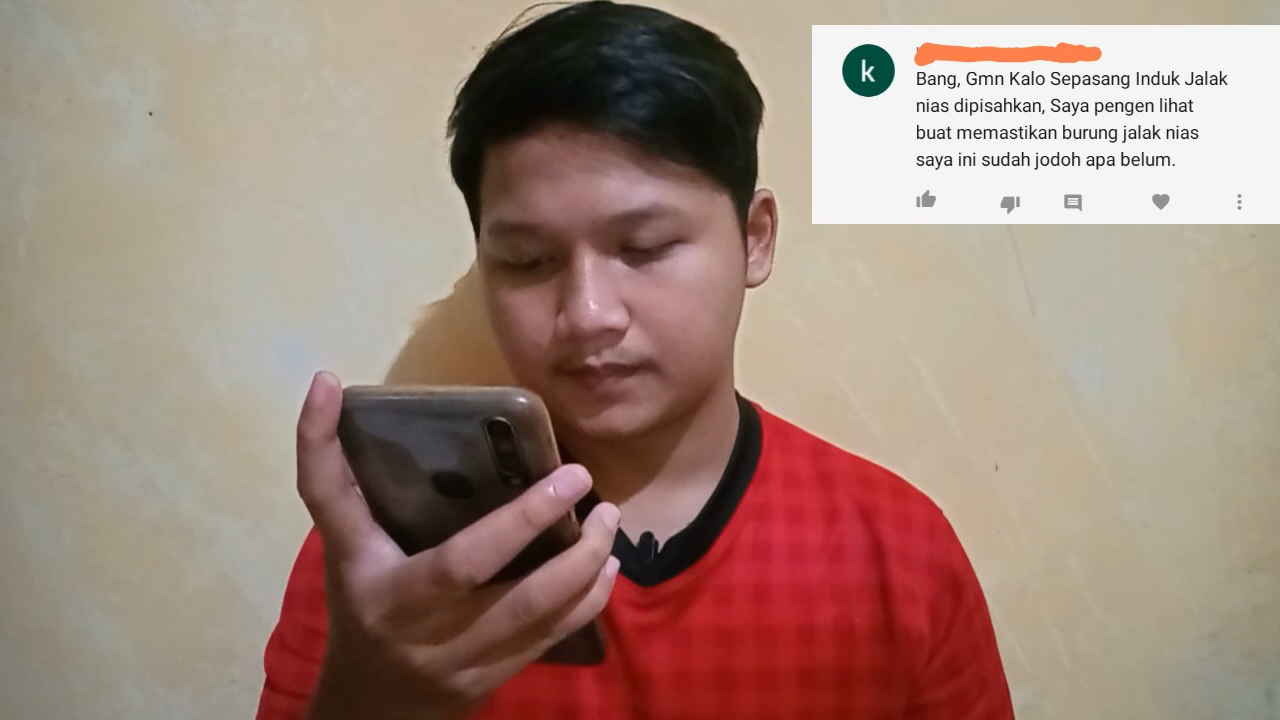 k
Bang, Gmn Kalo Sepasang Induk Jalak
nias dipisahkan, Saya pengen lihat
buat memastikan burung jalak nias
saya ini sudah jodoh apa belum.